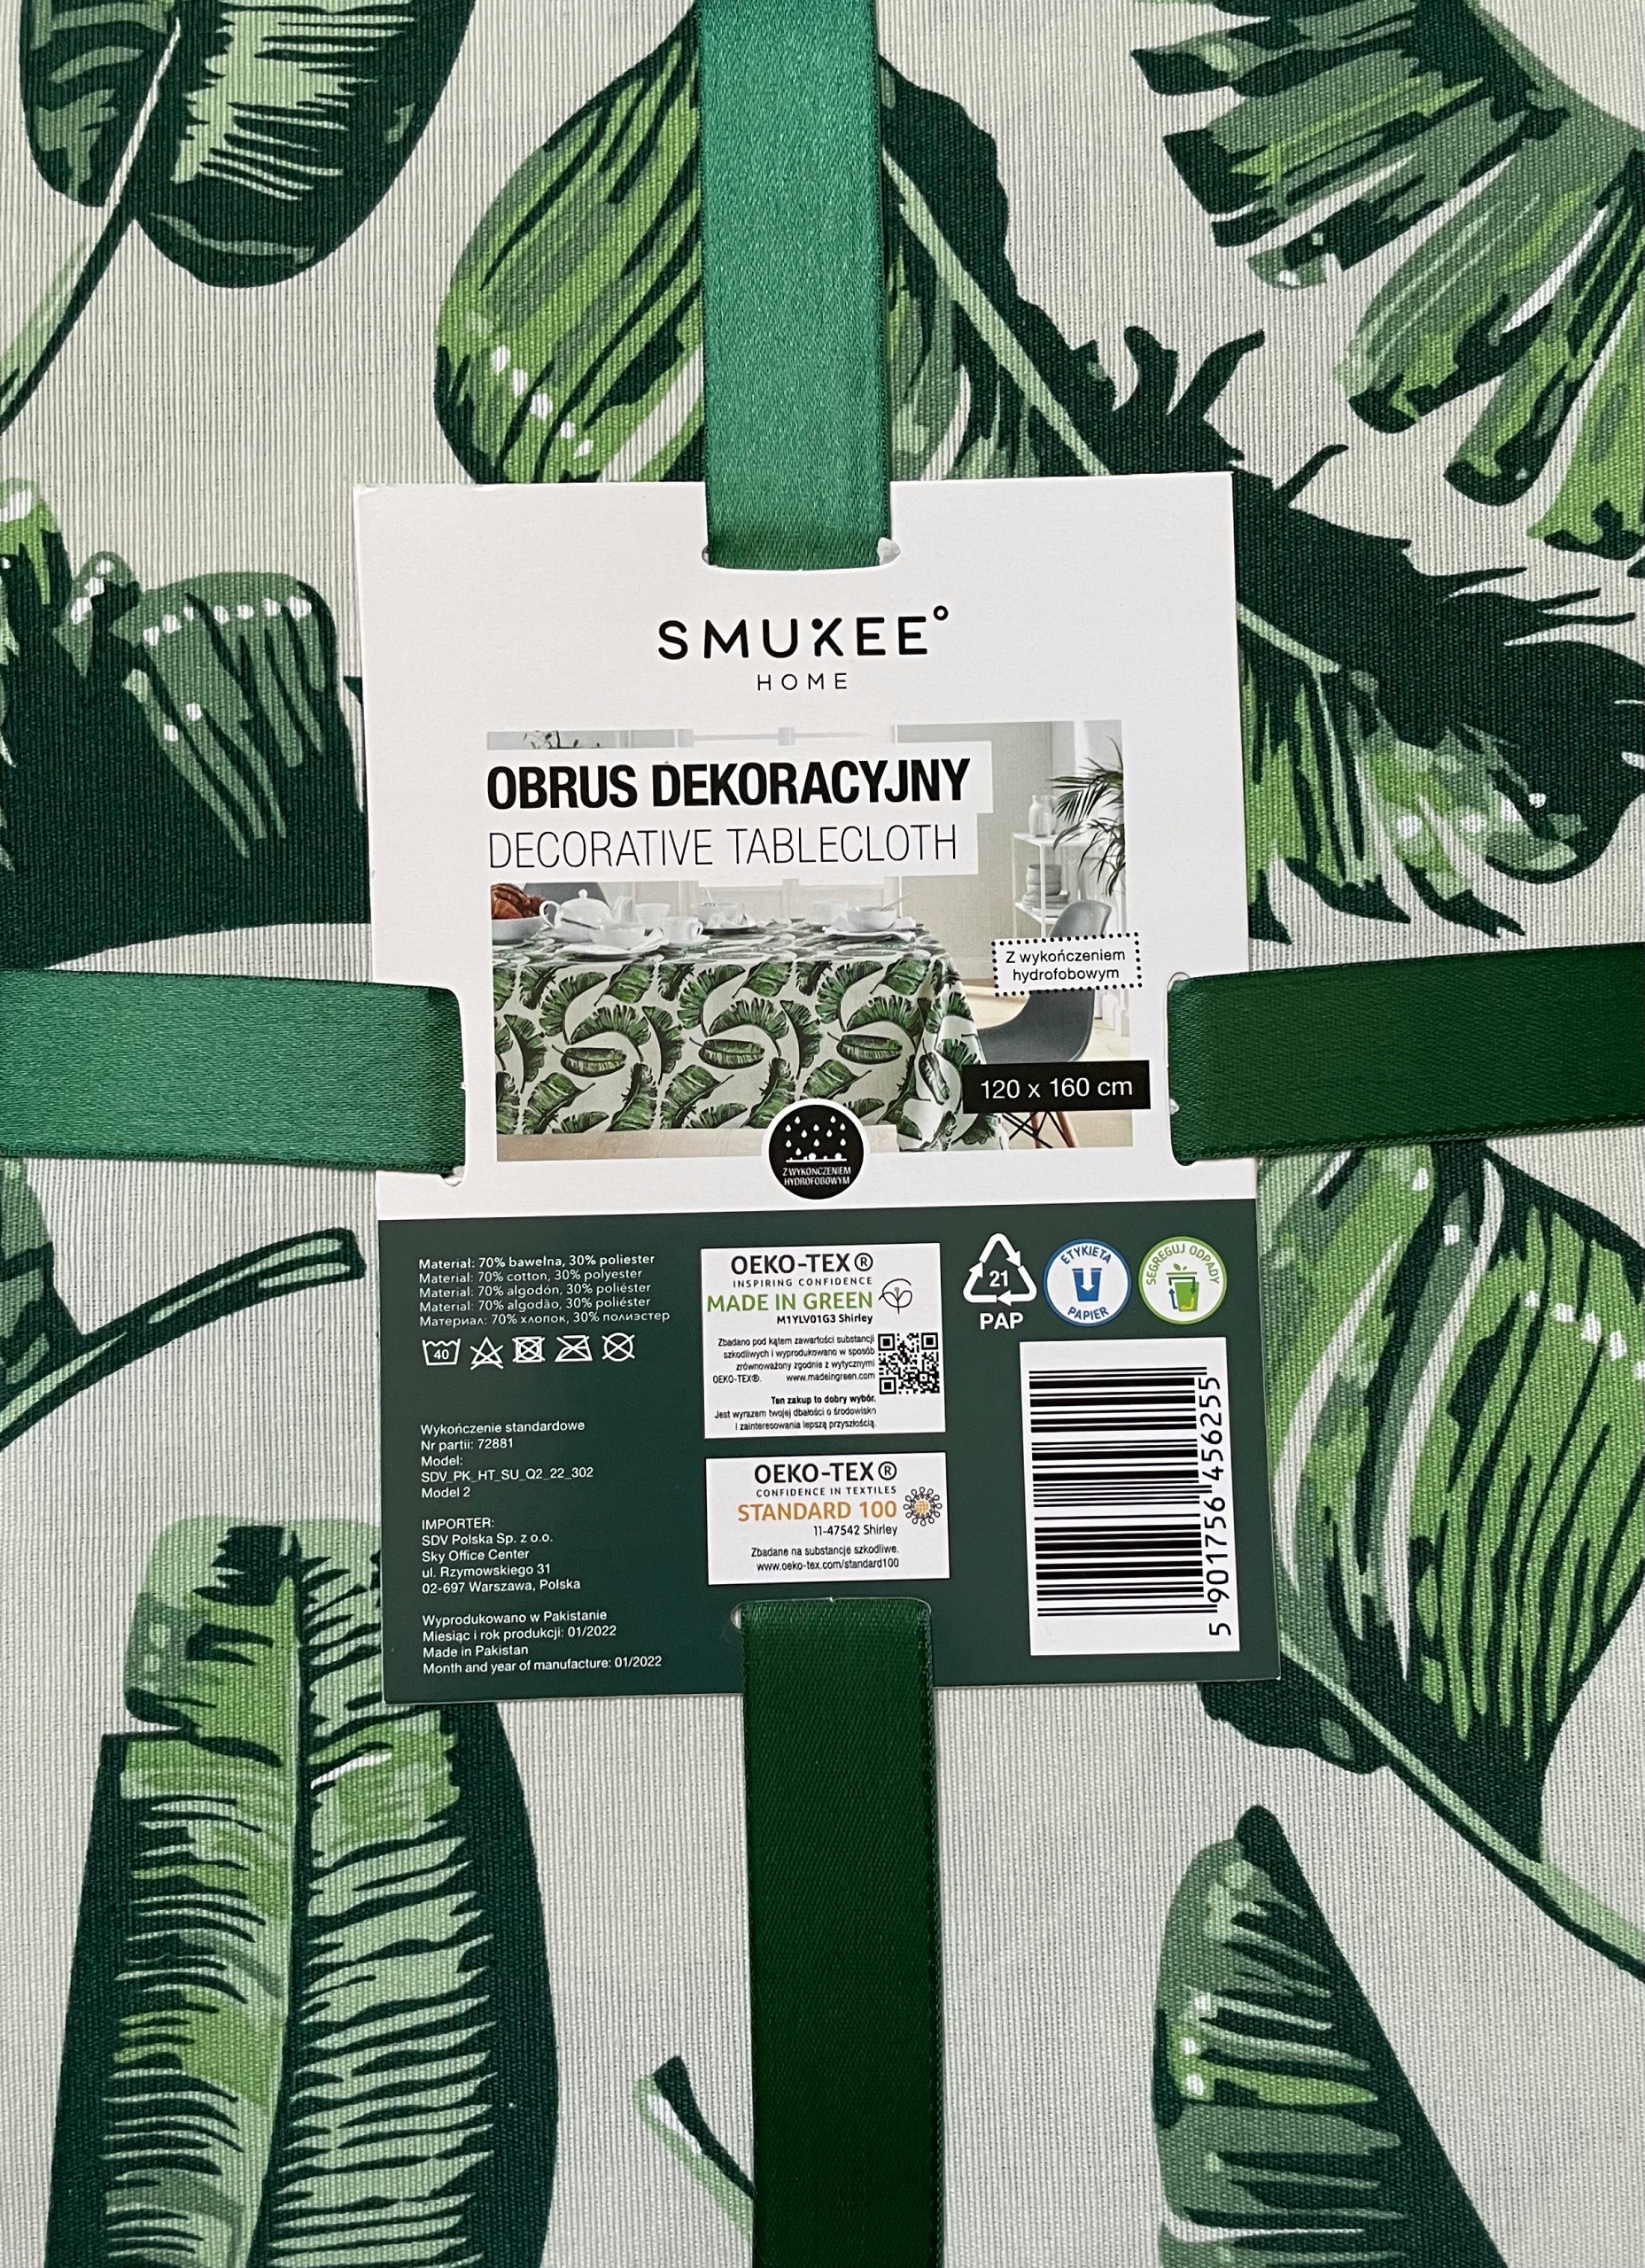 SMUKEE°
HOME
OBRUS DEKORACYJNY
DECORATIVE TABLECLOTH
Z wykończeniem
hydrofobowym
120 x 160 cm
Z WYKOŃCZENIEM
HYDROFOBOWYM
Material: 70% bawełna, 30% poliester
Material: 70% cotton, 30% polyester
Material: 70% algodón, 30% poliéster
Material: 70% algodão, 30% poliéster
Материал: 70% хлопок, 30% полиэстер
40
Wykończenie standardowe
Nr partii: 72881
Model:
SDV_PK_HT_SU_Q2_22_302
Model 2
IMPORTER:
SDV Polska Sp. z o.o.
Sky Office Center
ul. Rzymowskiego 31
02-697 Warszawa, Polska
Wyprodukowano w Pakistanie
Miesiąc i rok produkcji: 01/2022
Made in Pakistan
Month and year of manufacture: 01/2022
OEKO-TEX®
INSPIRING CONFIDENCE
MADE IN GREEN
M1YLV01G3 Shirley
Zbadano pod kątem zawartości substancji
szkodliwych i wyprodukowano w sposób
zrównoważony zgodnie z wytycznymi
OEKO-TEX®. www.madeingreen.com
Ten zakup to dobry wybór.
Jest wyrazem twojej dbałości o środowisko
i zainteresowania lepszą przyszłością.
OEKO-TEX®
CONFIDENCE IN TEXTILES
STANDARD 100
11-47542 Shirley
Zbadane na substancje szkodliwe.
www.oeko-tex.com/standard100
21
PAP
ETYKIETA
PAPIER
SEGREGUJ ODPADY
5 901756 456255